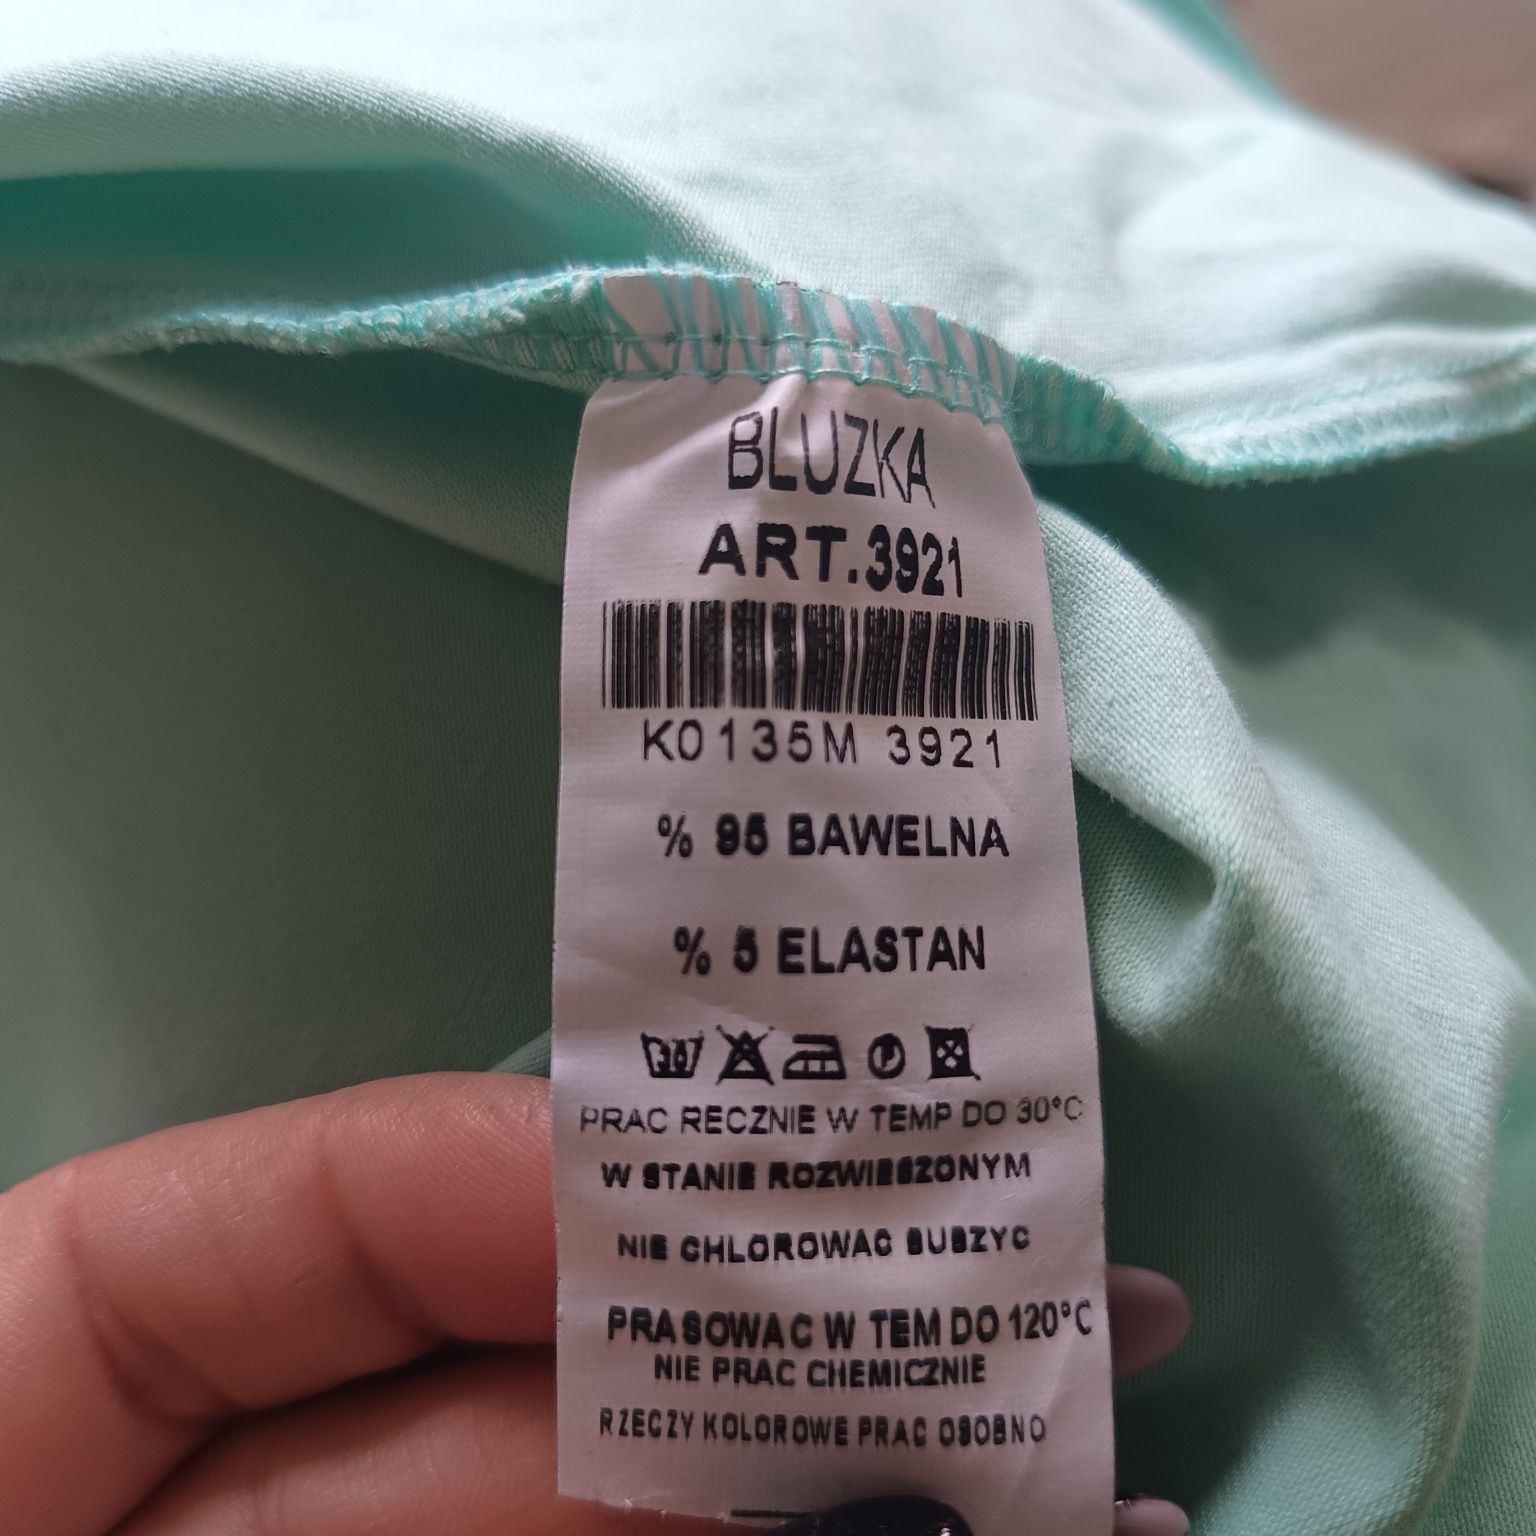 BLUZKA
ART.3921
K0135M 3921
% 95 BAWELNA
% 5 ELASTAN
30 P
PRAC RECZNIE W TEMP DO 30°C
W STANIE ROZWIESZONYM
NIE CHLOROWAC SUSZYC
PRASOWAC W TEM DO 120°C
NIE PRAC CHEMICZNIE
RZECZY KOLOROWE PRAC OSOBNO